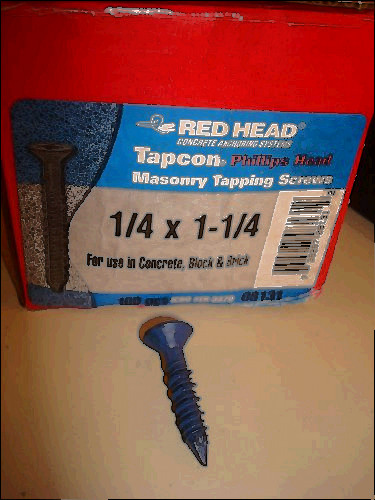 RED HEAD®
CONCRETE ANCHORING SYSTEMS
Tapcon® Phillips Head
Masonry Tapping Screws
1/4 x 1-1/4
For use in Concrete, Block & Brick
100